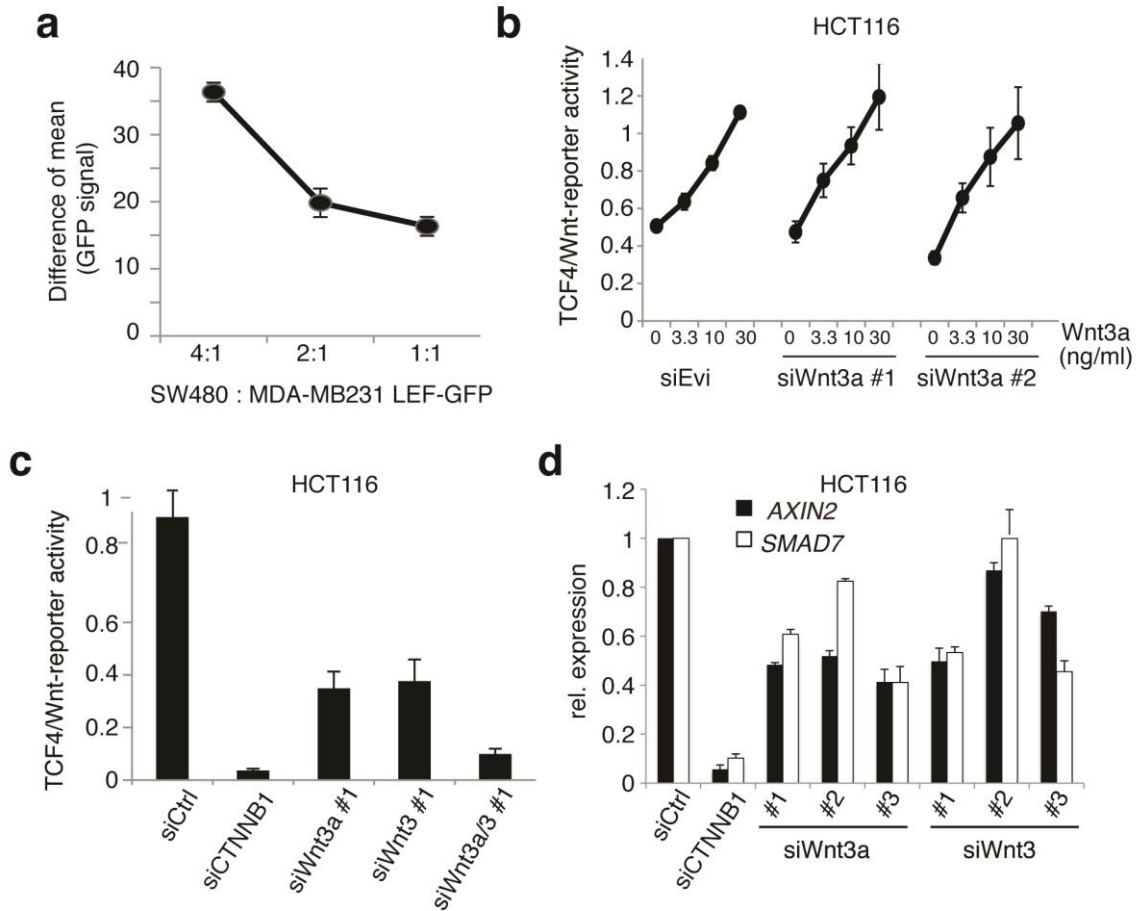 a
40
30
20
10
0
Difference of mean
(GFP signal)
4:1 2:1 1:1
SW480 : MDA-MB231 LEF-GFP
b
HCT116
1.4
1.2
1
0.8
0.6
0.4
0.2
0
TCF4/Wnt-reporter activity
0 3.3 10 30 0 3.3 10 30 0 3.3 10 30 Wnt3a
(ng/ml)
siEvi siWnt3a #1 siWnt3a #2
c
HCT116
1
0.8
0.6
0.4
0.2
0
TCF4/Wnt-reporter activity
siCtrl
siCTNNB1
siWnt3a #1
siWnt3 #1
siWnt3a/3 #1
d
HCT116
AXIN2
SMAD7
1.2
1
0.8
0.6
0.4
0.2
0
rel. expression
siCtrl
siCTNNB1
#1 #2 #3 #1 #2 #3
siWnt3a siWnt3